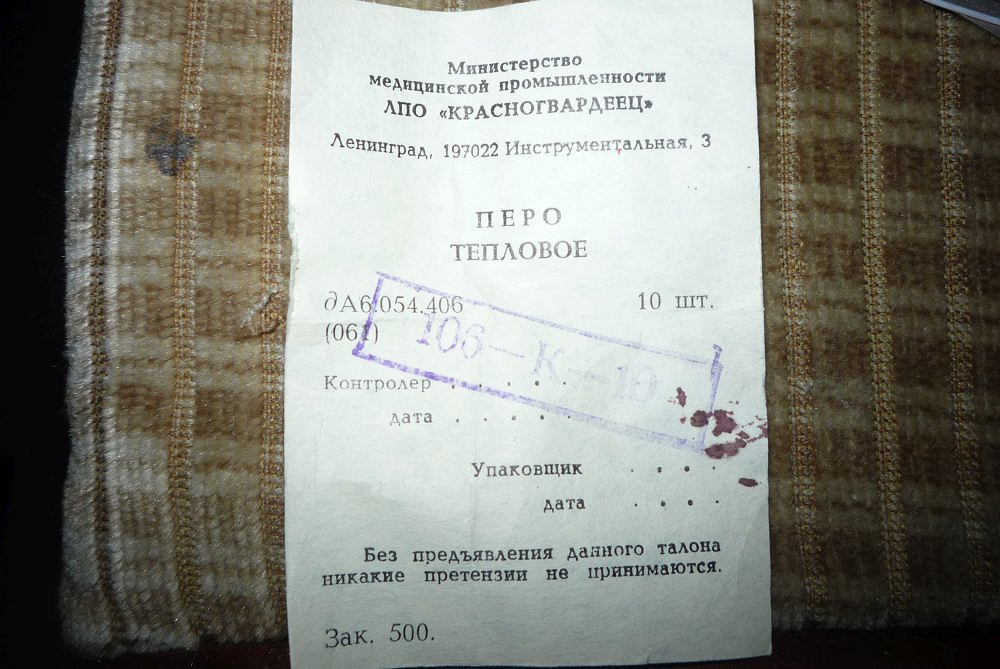 Министерство
медицинской промышленности
ЛПО «КРАСНОГВАРДЕЕЦ»
Ленинград, 197022 Инструментальная, 3
ПЕРО
ТЕПЛОВОЕ
дА6.054.406 10 шт.
(061)
106—К—10
Контролер . . . . .
дата . . . .
Упаковщик . . . .
дата . . . .
Без предъявления данного талона
никакие претензии не принимаются.
Зак. 500.